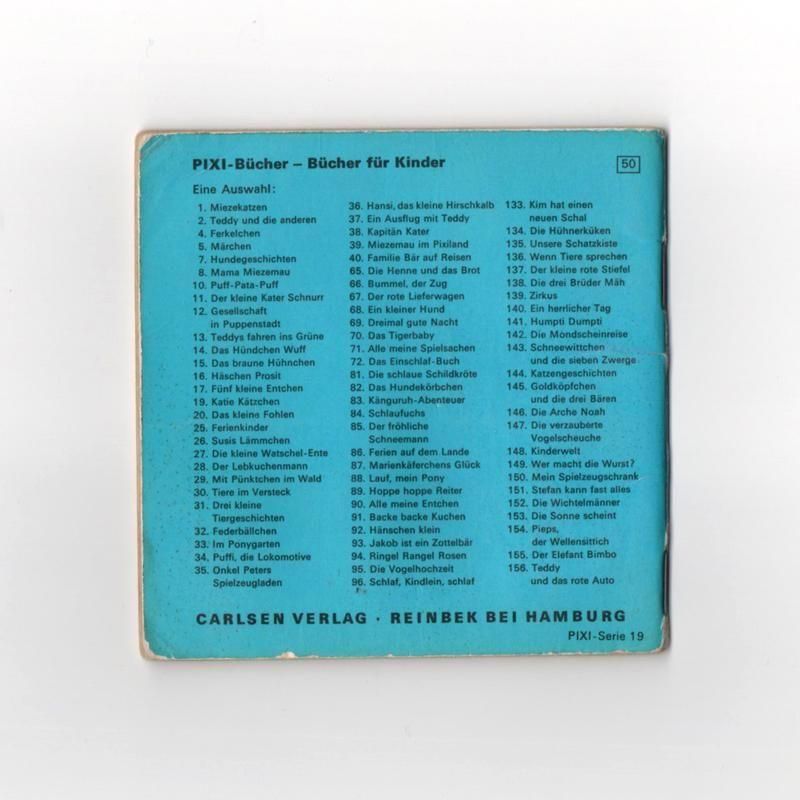 PIXI-Bücher – Bücher für Kinder
50
Eine Auswahl:
1. Miezekatzen
2. Teddy und die anderen
4. Ferkelchen
5. Märchen
7. Hundegeschichten
8. Mama Miezemau
10. Puff-Pata-Puff
11. Der kleine Kater Schnurr
12. Gesellschaft
in Puppenstadt
13. Teddys fahren ins Grüne
14. Das Hündchen Wuff
15. Das braune Hühnchen
16. Häschen Prosit
17. Fünf kleine Entchen
19. Katie Kätzchen
20. Das kleine Fohlen
25. Ferienkinder
26. Susis Lämmchen
27. Die kleine Watschel-Ente
28. Der Lebkuchenmann
29. Mit Pünktchen im Wald
30. Tiere im Versteck
31. Drei kleine
Tiergeschichten
32. Federbällchen
33. Im Ponygarten
34. Puffi, die Lokomotive
35. Onkel Peters
Spielzeugladen
36. Hansi, das kleine Hirschkalb
37. Ein Ausflug mit Teddy
38. Kapitän Kater
39. Miezemau im Pixiland
40. Familie Bär auf Reisen
65. Die Henne und das Brot
66. Bummel, der Zug
67. Der rote Lieferwagen
68. Ein kleiner Hund
69. Dreimal gute Nacht
70. Das Tigerbaby
71. Alle meine Spielsachen
72. Das Einschlaf-Buch
81. Die schlaue Schildkröte
82. Das Hundekörbchen
83. Känguruh-Abenteuer
84. Schlaufuchs
85. Der fröhliche
Schneemann
86. Ferien auf dem Lande
87. Marienkäferchens Glück
88. Lauf, mein Pony
89. Hoppe hoppe Reiter
90. Alle meine Entchen
91. Backe backe Kuchen
92. Hänschen klein
93. Jakob ist ein Zottelbär
94. Ringel Rangel Rosen
95. Die Vogelhochzeit
96. Schlaf, Kindlein, schlaf
133. Kim hat einen
neuen Schal
134. Die Hühnerküken
135. Unsere Schatzkiste
136. Wenn Tiere sprechen
137. Der kleine rote Stiefel
138. Die drei Brüder Mäh
139. Zirkus
140. Ein herrlicher Tag
141. Humpti Dumpti
142. Die Mondscheinreise
143. Schneewittchen
und die sieben Zwerge
144. Katzengeschichten
145. Goldköpfchen
und die drei Bären
146. Die Arche Noah
147. Die verzauberte
Vogelscheuche
148. Kinderwelt
149. Wer macht die Wurst?
150. Mein Spielzeugschrank
151. Stefan kann fast alles
152. Die Wichtelmänner
153. Die Sonne scheint
154. Pieps,
der Wellensittich
155. Der Elefant Bimbo
156. Teddy
und das rote Auto
CARLSEN VERLAG · REINBEK BEI HAMBURG
PIXI-Serie 19